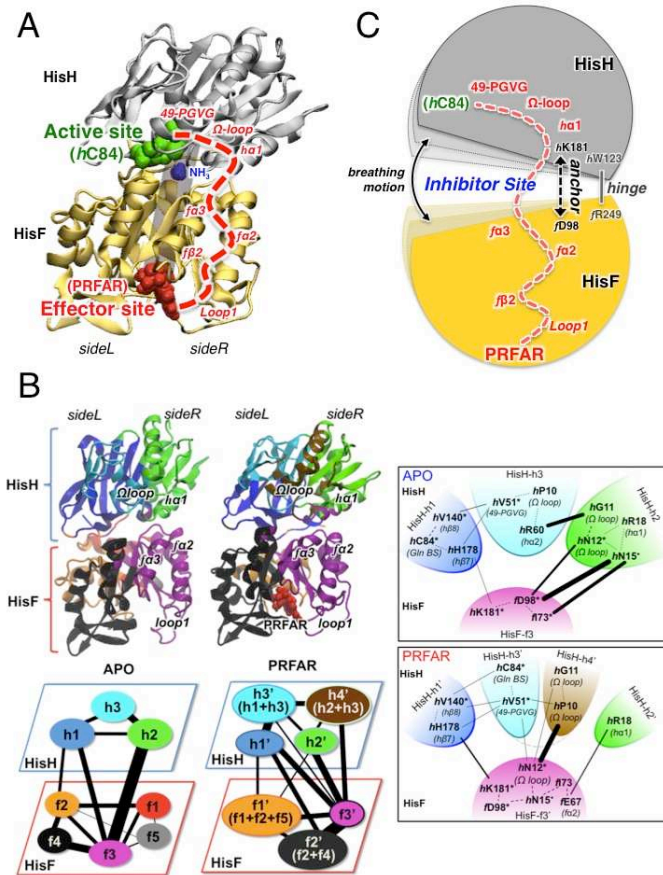 A
HisH
49-PGVG
Active site
(hC84)
Ω-loop
hα1
NH3
fα3
fα2
fβ2
HisF
(PRFAR)
Effector site
Loop1
sideL
sideR
C
HisH
49-PGVG
(hC84)
Ω-loop
hα1
hK181
hW123
breathing
motion
Inhibitor Site
anchor
hinge
fD98
fR249
fα3
fα2
HisF
fβ2
Loop1
PRFAR
B
sideL
sideR
sideL
sideR
HisH
Ωloop
hα1
Ωloop
hα1
HisF
fα3
fα2
loop1
fα3
fα2
PRFAR
loop1
APO
PRFAR
h3
h1
h2
HisH
f2
f1
f4
f5
f3
HisF
h3'
(h1+h3)
h4'
(h2+h3)
h1'
h2'
HisH
f1'
(f1+f2+f5)
f3'
f2'
(f2+f4)
HisF
APO
HisH
HisH-h3
HisH-h1
HisH-h2
hP10
(Ω loop)
hV51*
(49-PGVG)
hG11
(Ω loop)
hV140*
(hβ8)
hR60
(hα2)
hR18
(hα1)
hC84*
(Gln BS)
hN12*
(Ω loop)
hH178
(hβ7)
hN15*
hK181*
fD98*
fI73*
HisF
HisF-f3
PRFAR
HisH
HisH-h3'
HisH-h4'
HisH-h1'
HisH-h2'
hC84*
(Gln BS)
hG11
(Ω loop)
hV140*
(hβ8)
hV51*
(49-PGVG)
hP10
(Ω loop)
hH178
(hβ7)
hR18
(hα1)
hN12*
(Ω loop)
hK181*
fI73
fD98*
hN15*
fE67
(fα2)
HisF
HisF-f3'